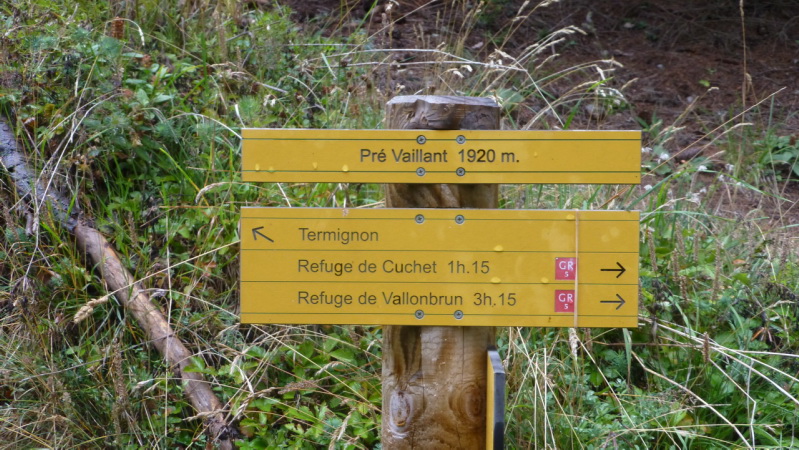 Pré Vaillant 1920 m.
Termignon
Refuge de Cuchet 1h.15 GR 5
Refuge de Vallonbrun 3h.15 GR 5